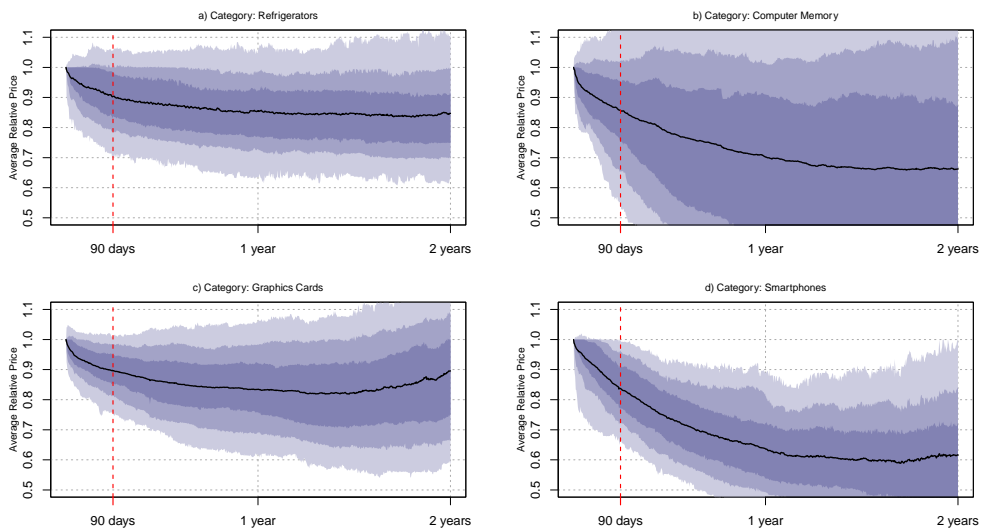 a) Category: Refrigerators
Average Relative Price
1.1
1.0
0.9
0.8
0.7
0.6
0.5
90 days 1 year 2 years
b) Category: Computer Memory
Average Relative Price
1.1
1.0
0.9
0.8
0.7
0.6
0.5
90 days 1 year 2 years
c) Category: Graphics Cards
Average Relative Price
1.1
1.0
0.9
0.8
0.7
0.6
0.5
90 days 1 year 2 years
d) Category: Smartphones
Average Relative Price
1.1
1.0
0.9
0.8
0.7
0.6
0.5
90 days 1 year 2 years